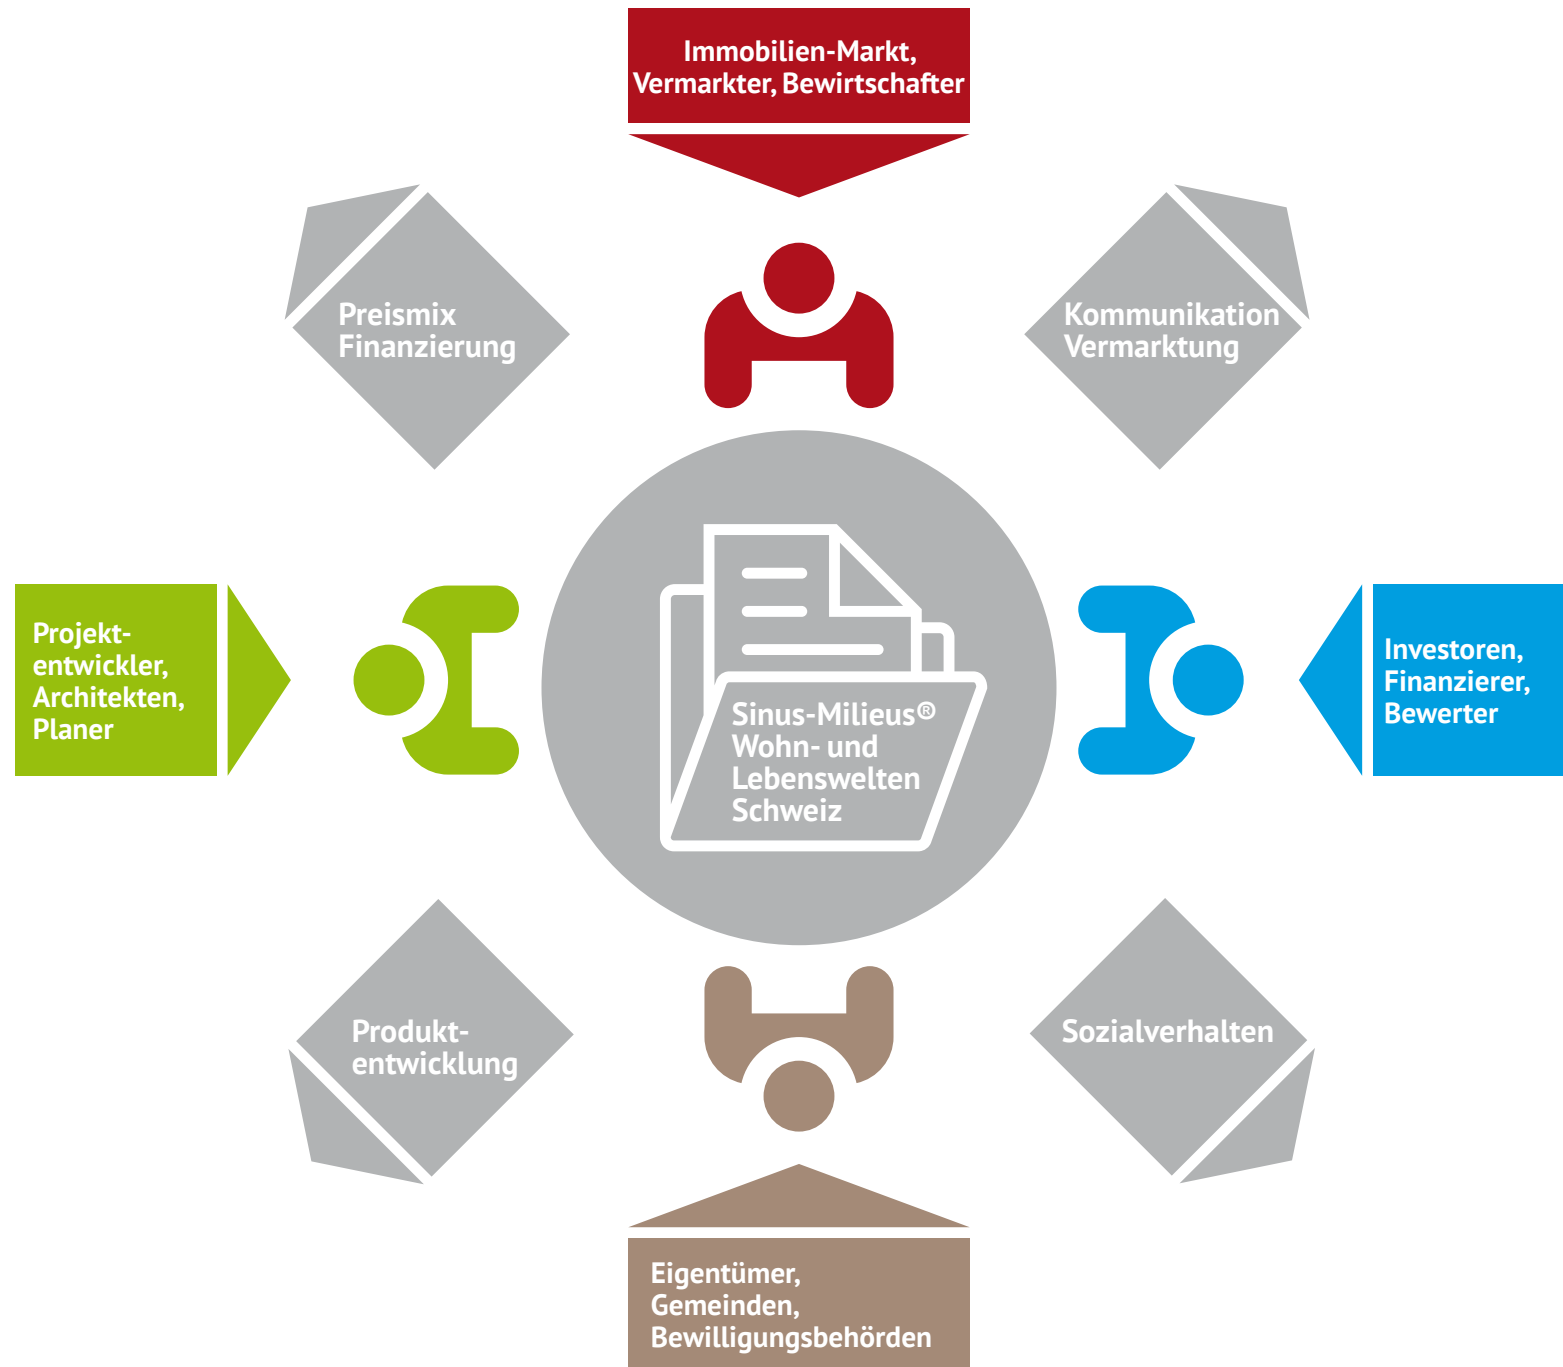 Immobilien-Markt,
Vermarkter, Bewirtschafter
Preismix
Finanzierung
Kommunikation
Vermarktung
Projekt-
entwickler,
Architekten,
Planer
Sinus-Milieus®
Wohn- und
Lebenswelten
Schweiz
Investoren,
Finanzierer,
Bewerter
Produkt-
entwicklung
Sozialverhalten
Eigentümer,
Gemeinden,
Bewilligungsbehörden